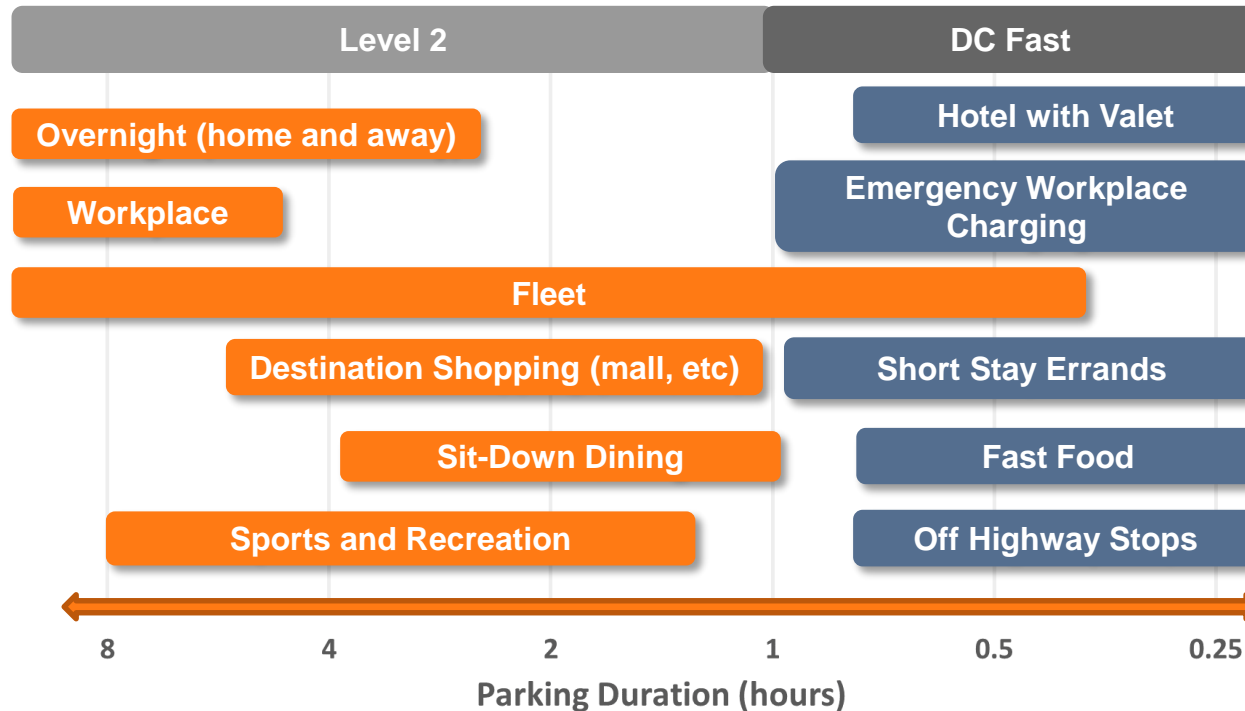 Level 2
DC Fast
Overnight (home and away)
Hotel with Valet
Workplace
Emergency Workplace
Charging
Fleet
Destination Shopping (mall, etc)
Short Stay Errands
Sit-Down Dining
Fast Food
Sports and Recreation
Off Highway Stops
8 4 2 1 0.5 0.25
Parking Duration (hours)